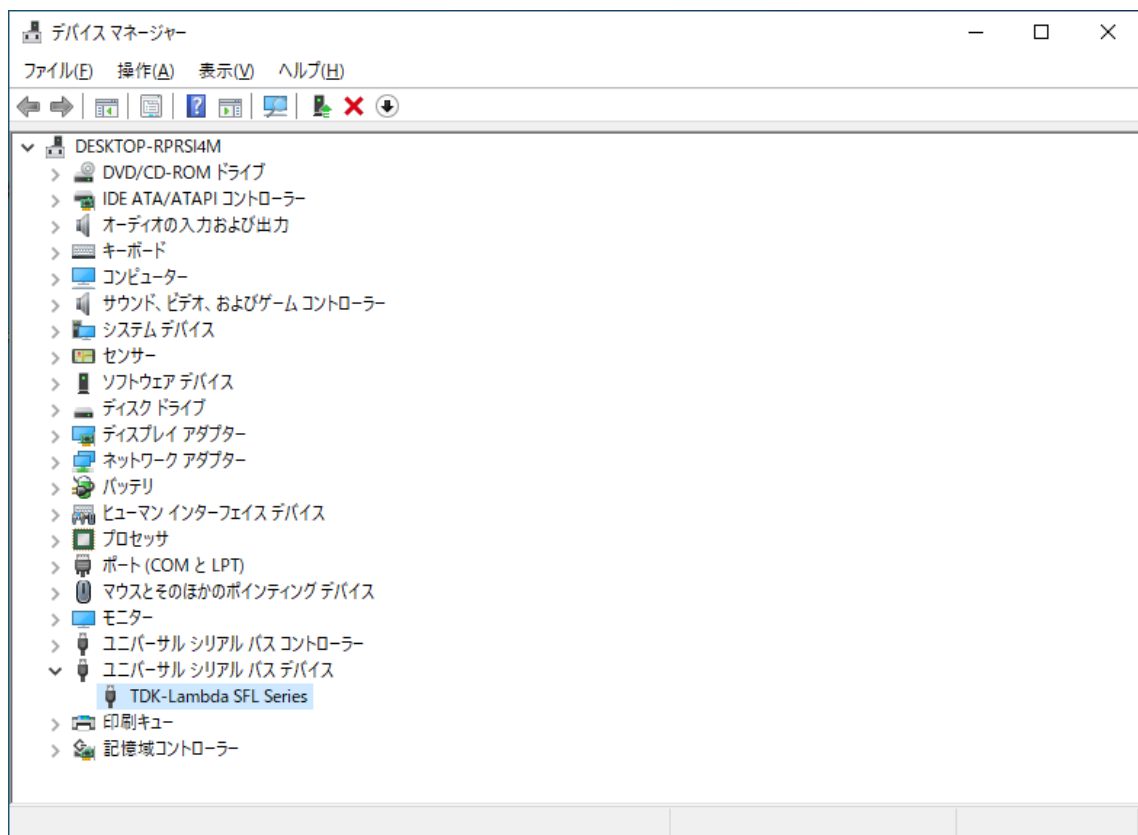 デバイス マネージャー
ファイル(F) 操作(A) 表示(V) ヘルプ(H)
DESKTOP-RPRSI4M
DVD/CD-ROM ドライブ
IDE ATA/ATAPI コントローラー
オーディオの入力および出力
キーボード
コンピューター
サウンド、ビデオ、およびゲーム コントローラー
システム デバイス
センサー
ソフトウェア デバイス
ディスク ドライブ
ディスプレイ アダプター
ネットワーク アダプター
バッテリ
ヒューマン インターフェイス デバイス
プロセッサ
ポート (COM と LPT)
マウスとそのほかのポインティング デバイス
モニター
ユニバーサル シリアル バス コントローラー
ユニバーサル シリアル バス デバイス
TDK-Lambda SFL Series
印刷キュー
記憶域コントローラー